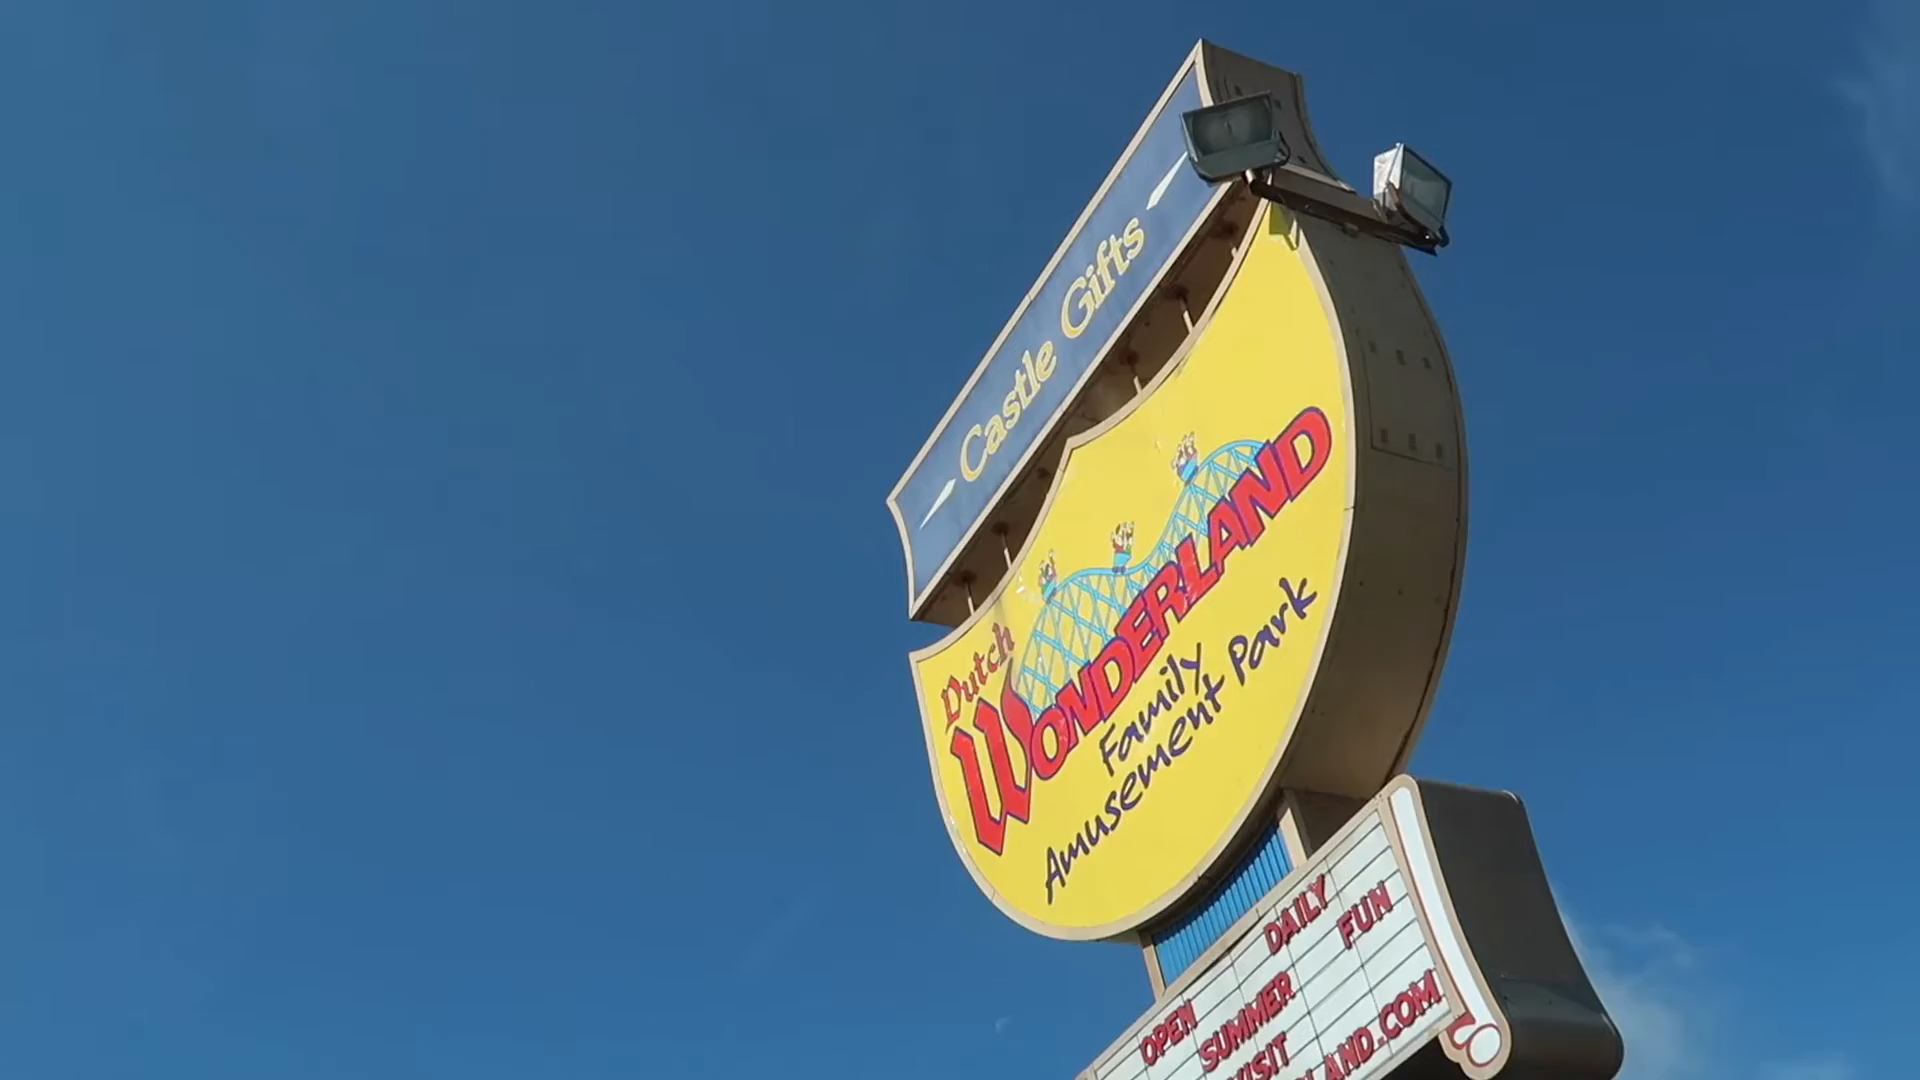 Castle Gifts
Dutch
WONDERLAND
Family
Amusement Park
OPEN DAILY
SUMMER FUN
VISIT
LAND.COM